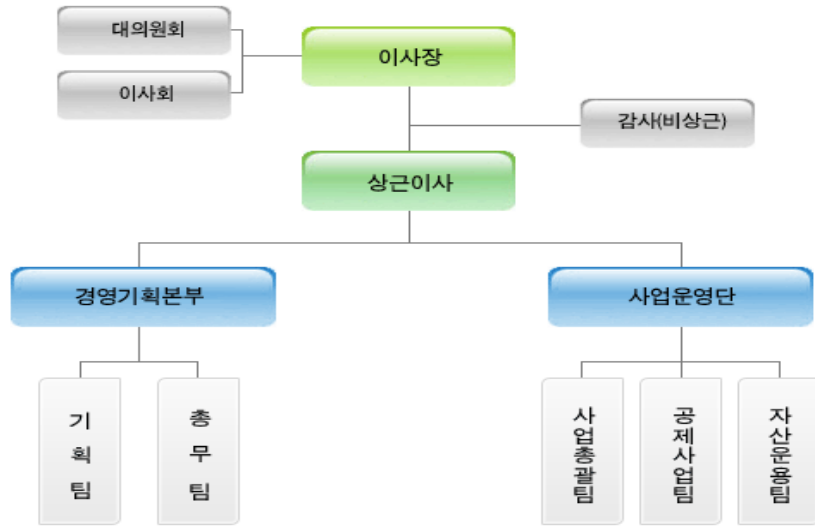 대의원회
이사장
이사회
감사(비상근)
상근이사
경영기획본부
사업운영단
기획팀
총무팀
사업총괄팀
공제사업팀
자산운용팀